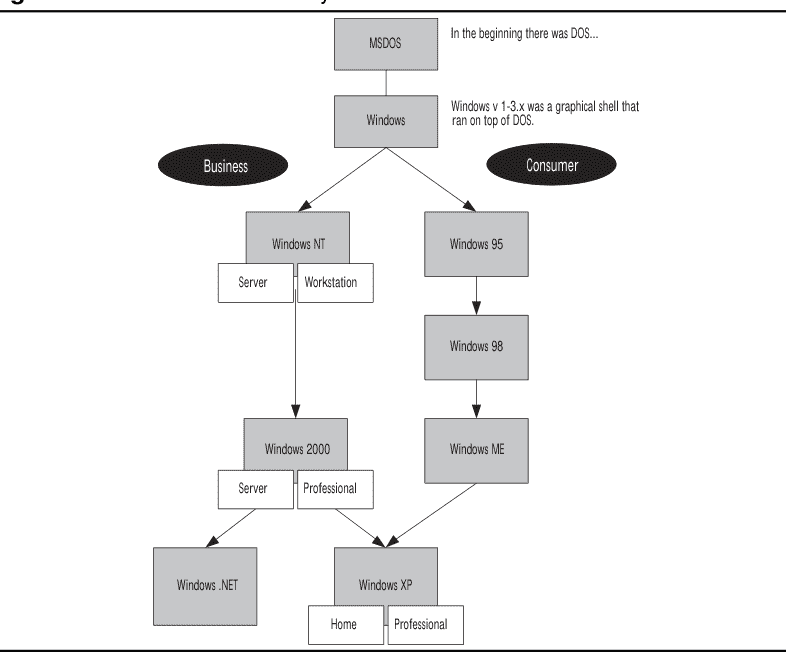 MSDOS
In the beginning there was DOS...
Windows
Windows v 1-3.x was a graphical shell that
ran on top of DOS.
Business
Consumer
Windows NT
Windows 95
Server
Workstation
Windows 98
Windows 2000
Windows ME
Server
Professional
Windows .NET
Windows XP
Home
Professional